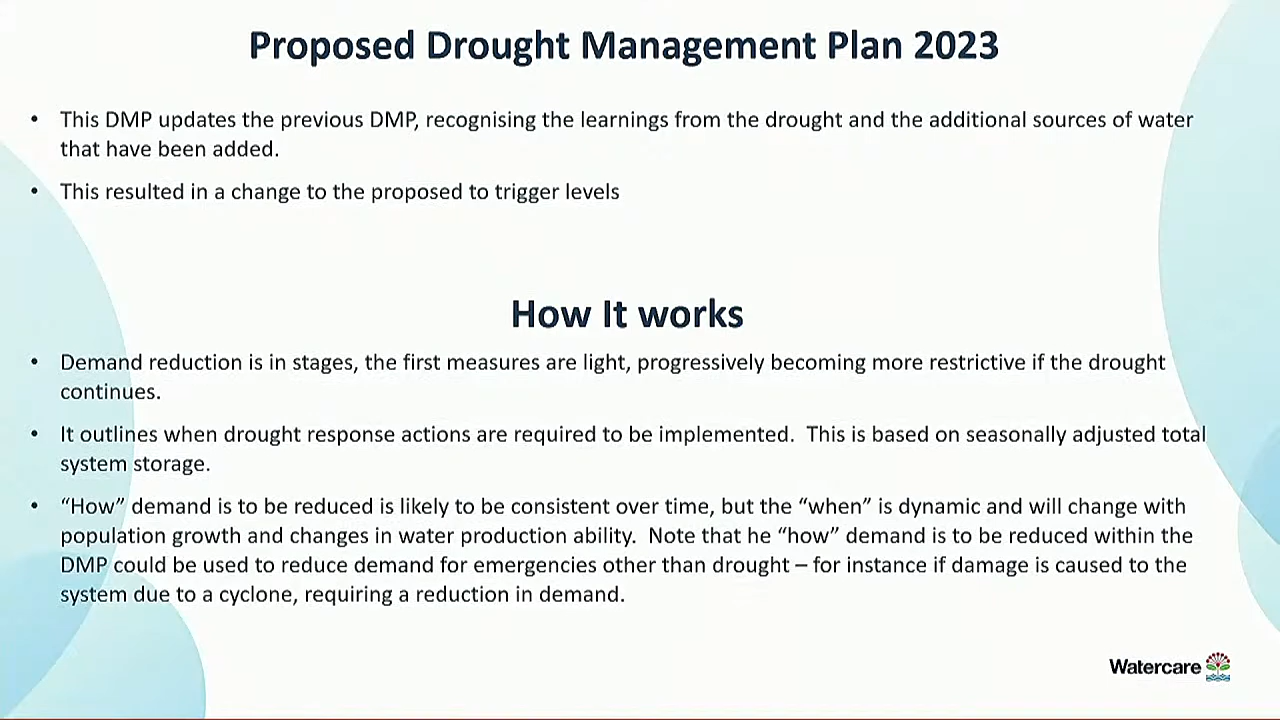 Proposed Drought Management Plan 2023
• This DMP updates the previous DMP, recognising the learnings from the drought and the additional sources of water
that have been added.
• This resulted in a change to the proposed to trigger levels
How It works
• Demand reduction is in stages, the first measures are light, progressively becoming more restrictive if the drought
continues.
• It outlines when drought response actions are required to be implemented.  This is based on seasonally adjusted total
system storage.
• “How” demand is to be reduced is likely to be consistent over time, but the “when” is dynamic and will change with
population growth and changes in water production ability.  Note that he “how” demand is to be reduced within the
DMP could be used to reduce demand for emergencies other than drought – for instance if damage is caused to the
system due to a cyclone, requiring a reduction in demand.
Watercare